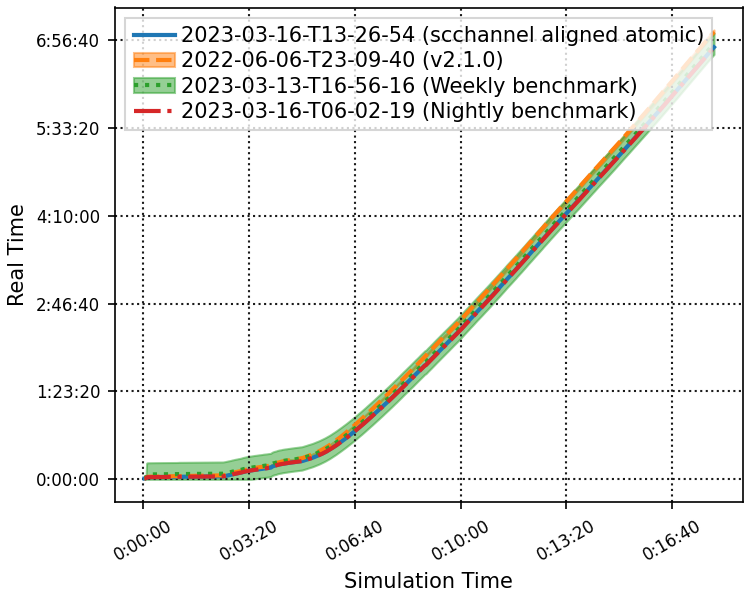 2023-03-16-T13-26-54 (scchannel aligned atomic)
2022-06-06-T23-09-40 (v2.1.0)
2023-03-13-T16-56-16 (Weekly benchmark)
2023-03-16-T06-02-19 (Nightly benchmark)
Real Time
6:56:40
5:33:20
4:10:00
2:46:40
1:23:20
0:00:00
0:00:00 0:03:20 0:06:40 0:10:00 0:13:20 0:16:40
Simulation Time